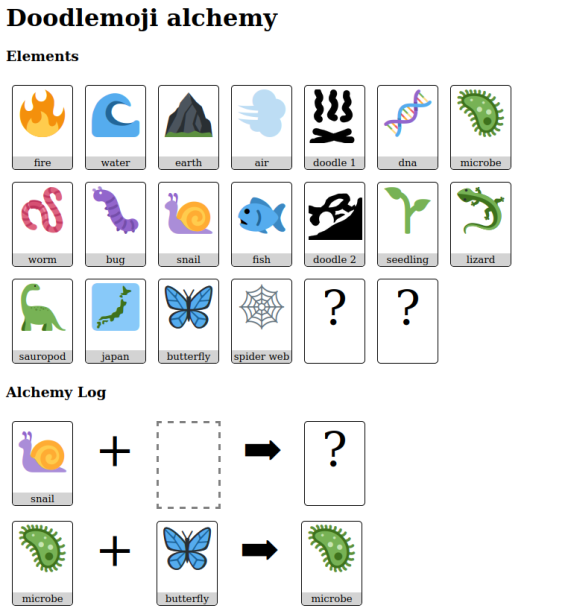 Doodlemoji alchemy
Elements
fire water earth air doodle 1 dna microbe
worm bug snail fish doodle 2 seedling lizard
? ?
sauropod japan butterfly spider web
Alchemy Log
+ ?
snail
+
microbe butterfly microbe